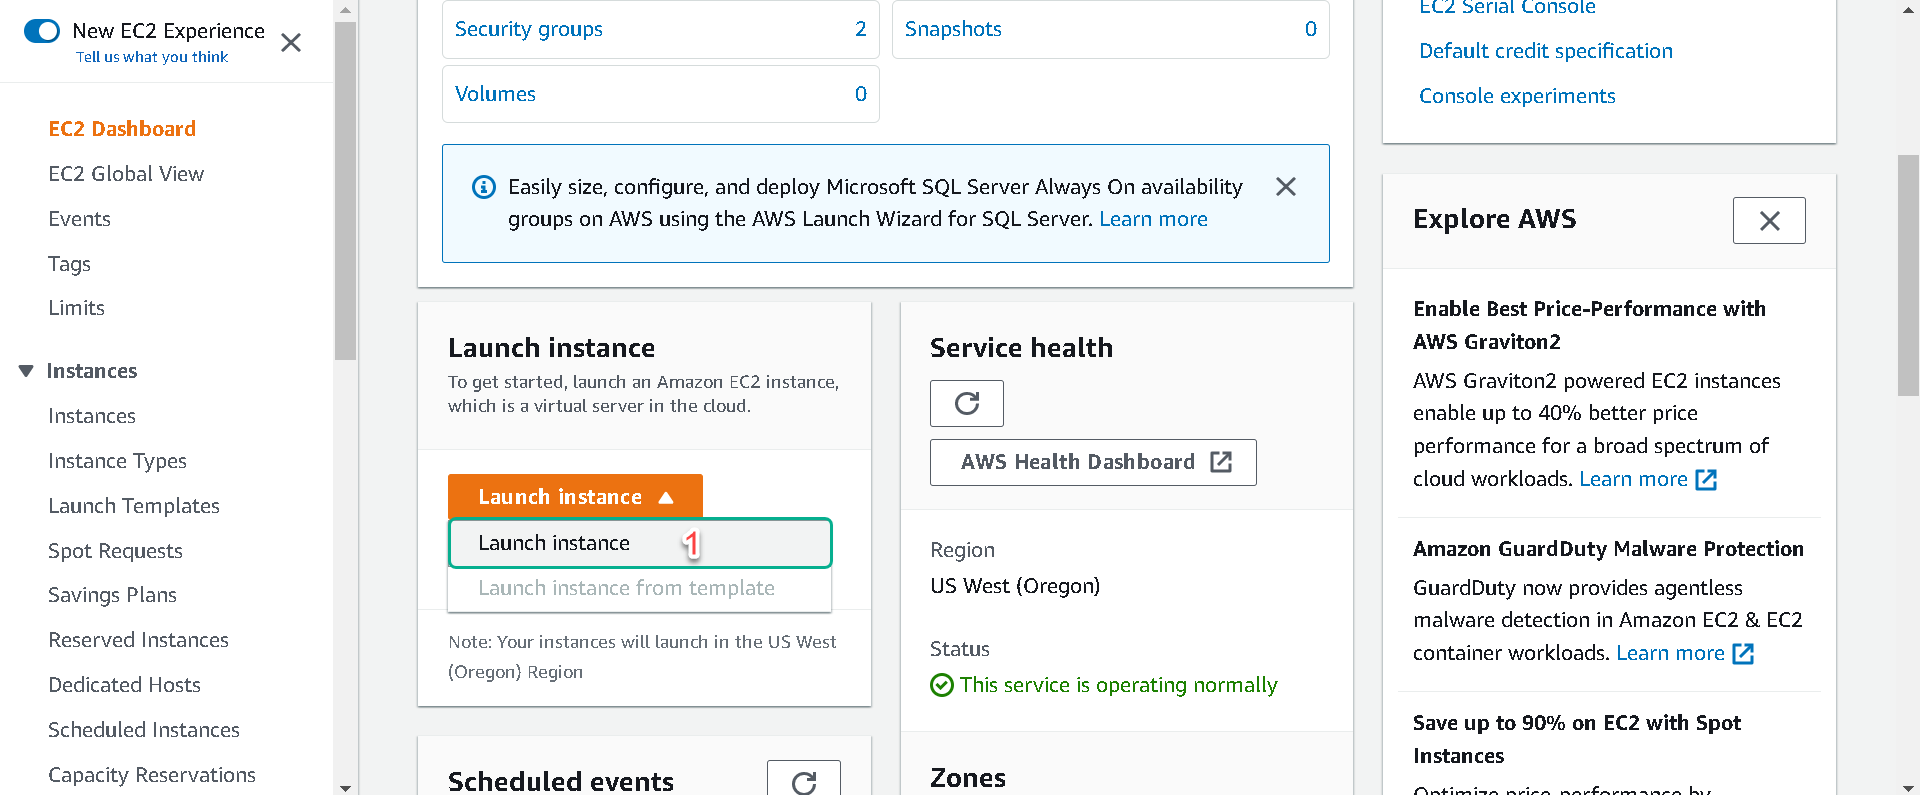 New EC2 Experience
Tell us what you think
EC2 Dashboard
EC2 Global View
Events
Tags
Limits
Instances
Instances
Instance Types
Launch Templates
Spot Requests
Savings Plans
Reserved Instances
Dedicated Hosts
Scheduled Instances
Capacity Reservations
Security groups 2
Snapshots 0
Volumes 0
Easily size, configure, and deploy Microsoft SQL Server Always On availability
groups on AWS using the AWS Launch Wizard for SQL Server. Learn more
Launch instance
To get started, launch an Amazon EC2 instance,
which is a virtual server in the cloud.
Launch instance
Launch instance 1
Launch instance from template
Note: Your instances will launch in the US West
(Oregon) Region
Scheduled events
Service health
AWS Health Dashboard
Region
US West (Oregon)
Status
This service is operating normally
Zones
EC2 Serial Console
Default credit specification
Console experiments
Explore AWS
Enable Best Price-Performance with
AWS Graviton2
AWS Graviton2 powered EC2 instances
enable up to 40% better price
performance for a broad spectrum of
cloud workloads. Learn more
Amazon GuardDuty Malware Protection
GuardDuty now provides agentless
malware detection in Amazon EC2 & EC2
container workloads. Learn more
Save up to 90% on EC2 with Spot
Instances
Optimize price-performance by